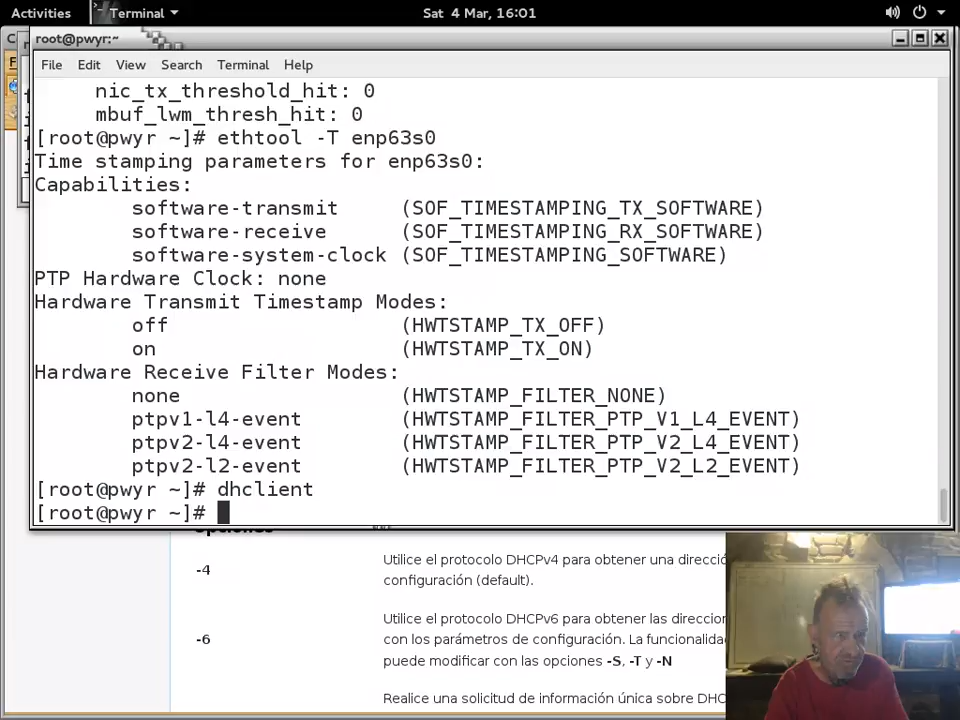 Activities
Terminal
Sat 4 Mar, 16:01
root@pwyr:~
File Edit View Search Terminal Help
nic_tx_threshold_hit: 0
mbuf_lwm_thresh_hit: 0
[root@pwyr ~]# ethtool -T enp63s0
Time stamping parameters for enp63s0:
Capabilities:
software-transmit (SOF_TIMESTAMPING_TX_SOFTWARE)
software-receive (SOF_TIMESTAMPING_RX_SOFTWARE)
software-system-clock (SOF_TIMESTAMPING_SOFTWARE)
PTP Hardware Clock: none
Hardware Transmit Timestamp Modes:
off (HWTSTAMP_TX_OFF)
on (HWTSTAMP_TX_ON)
Hardware Receive Filter Modes:
none (HWTSTAMP_FILTER_NONE)
ptpv1-l4-event (HWTSTAMP_FILTER_PTP_V1_L4_EVENT)
ptpv2-l4-event (HWTSTAMP_FILTER_PTP_V2_L4_EVENT)
ptpv2-l2-event (HWTSTAMP_FILTER_PTP_V2_L2_EVENT)
[root@pwyr ~]# dhclient
[root@pwyr ~]#
-4 Utilice el protocolo DHCPv4 para obtener una direcció
configuración (default).
Utilice el protocolo DHCPv6 para obtener las direccion
-6 con los parámetros de configuración. La funcionalida
puede modificar con las opciones -S, -T y -N
Realice una solicitud de información única sobre DHC